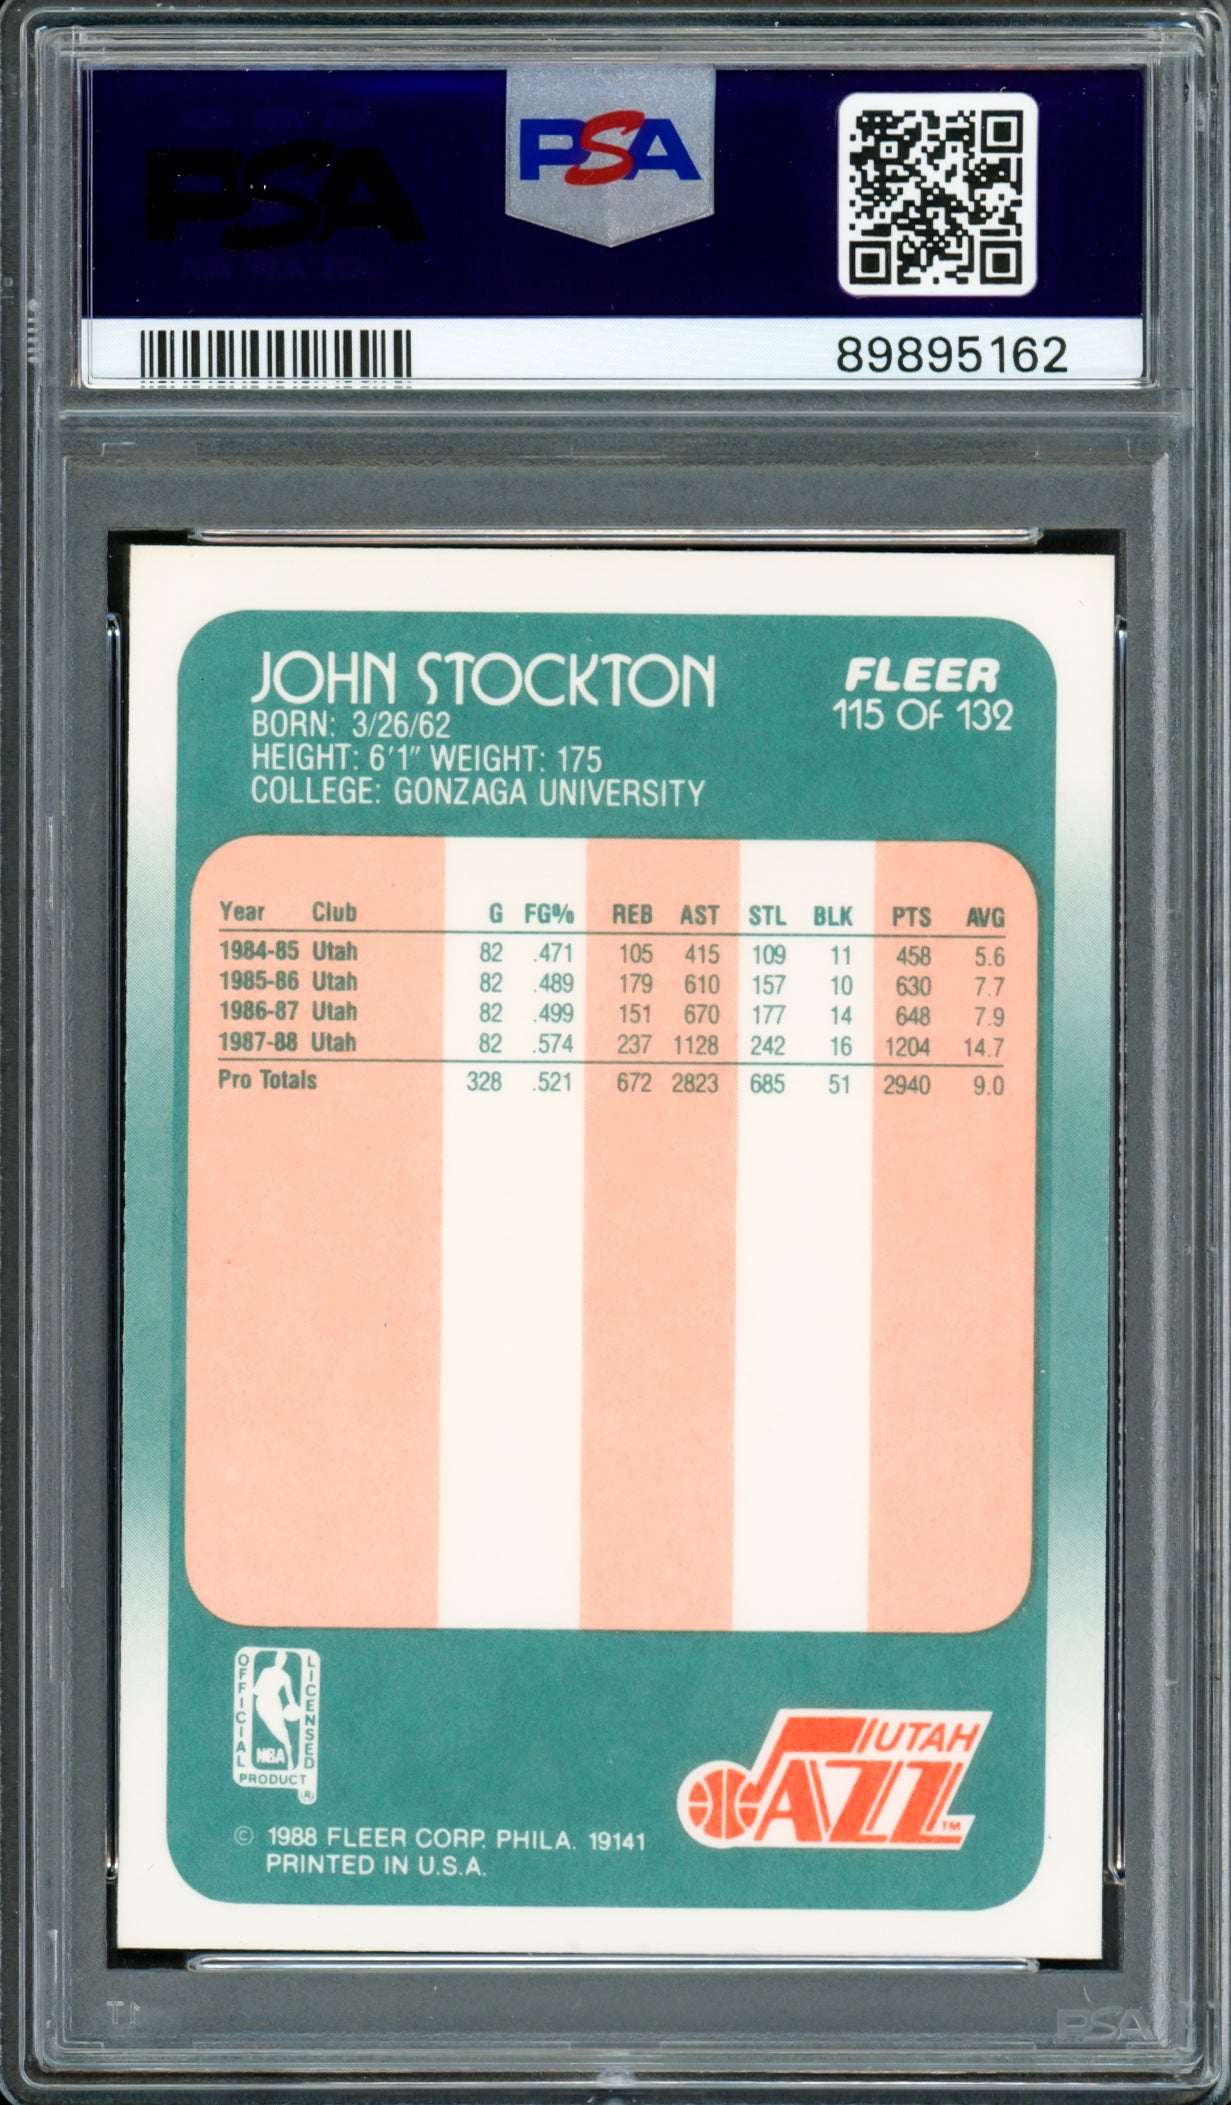 PSA
PSA
89895162
JOHN STOCKTON
FLEER
115 OF 132
BORN: 3/26/62
HEIGHT: 6'1" WEIGHT: 175
COLLEGE: GONZAGA UNIVERSITY
Year Club G FG% REB AST STL BLK PTS AVG
1984-85 Utah 82 .471 105 415 109 11 458 5.6
1985-86 Utah 82 .489 179 610 157 10 630 7.7
1986-87 Utah 82 .499 151 670 177 14 648 7.9
1987-88 Utah 82 .574 237 1128 242 16 1204 14.7
Pro Totals 328 .521 672 2823 685 51 2940 9.0
OFFICIAL
LICENSED
NBA
PRODUCT
®
UTAH
JAZZ
TM
© 1988 FLEER CORP. PHILA. 19141
PRINTED IN U.S.A.
PSA